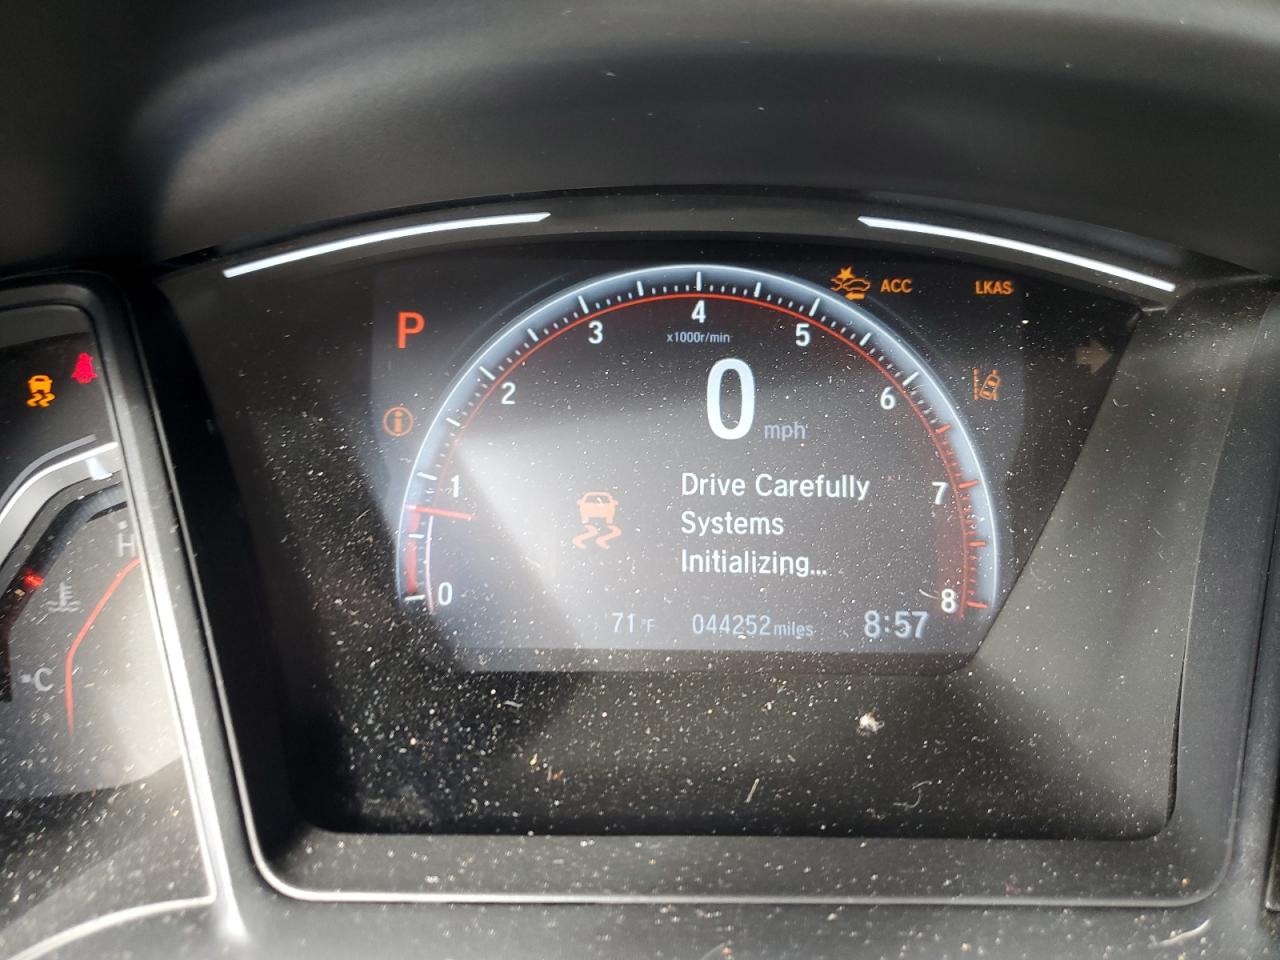 P
ACC
LKAS
0
1
2
3
4
5
6
7
8
x1000r/min
0
mph
Drive Carefully
Systems
Initializing...
71°F
044252 miles
8:57
H
C